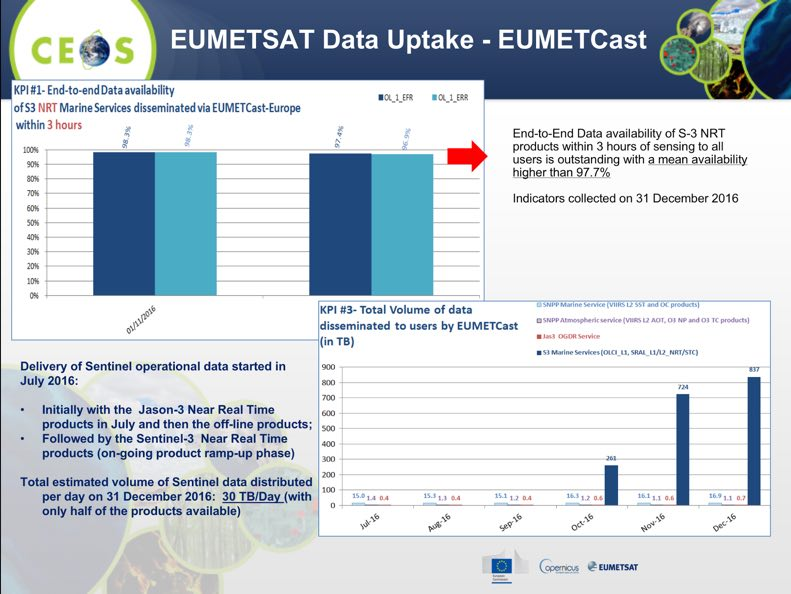 CEOS
EUMETSAT Data Uptake - EUMETCast
KPI #1- End-to-end Data availability
of S3 NRT Marine Services disseminated via EUMETCast-Europe
within 3 hours
OL_1_EFR OL_1_ERR
98.3% 98.3% 97.4% 96.9%
100%
90%
80%
70%
60%
50%
40%
30%
20%
10%
0%
01/11/2016
End-to-End Data availability of S-3 NRT
products within 3 hours of sensing to all
users is outstanding with a mean availability
higher than 97.7%
Indicators collected on 31 December 2016
KPI #3- Total Volume of data
disseminated to users by EUMETCast
(in TB)
SNPP Marine Service (VIIRS L2 SST and OC products)
SNPP Atmospheric service (VIIRS L2 AOT, O3 NP and O3 TC products)
Jas3 OGDR Service
S3 Marine Services (OLCI_L1, SRAL_L1/L2_NRT/STC)
900
800
700
600
500
400
300
200
100
0
15.0 1.4 0.4
15.3 1.3 0.4
15.1 1.2 0.4
16.3 1.2 0.6 261
16.1 1.1 0.6 724
16.9 1.1 0.7 837
Jul-16 Aug-16 Sep-16 Oct-16 Nov-16 Dec-16
Delivery of Sentinel operational data started in
July 2016:
• Initially with the Jason-3 Near Real Time
products in July and then the off-line products;
• Followed by the Sentinel-3 Near Real Time
products (on-going product ramp-up phase)
Total estimated volume of Sentinel data distributed
per day on 31 December 2016: 30 TB/Day (with
only half of the products available)
European
Commission
opernicus
EUMETSAT